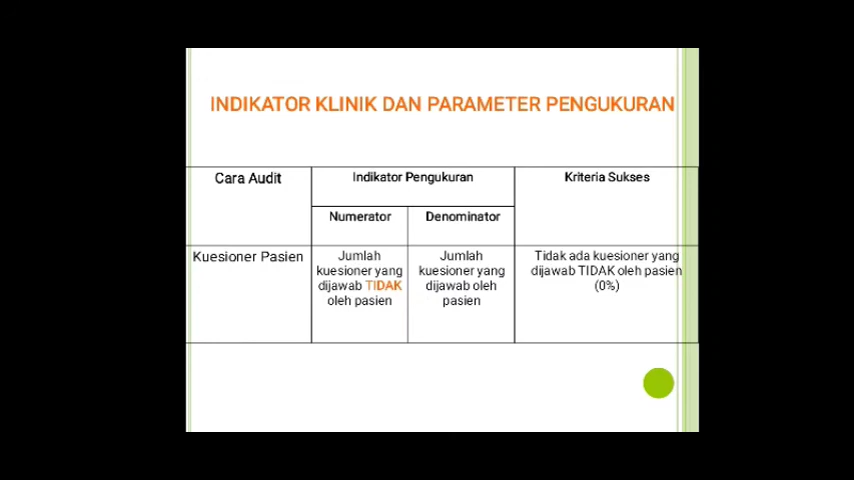 INDIKATOR KLINIK DAN PARAMETER PENGUKURAN
Cara Audit
Indikator Pengukuran
Kriteria Sukses
Numerator
Denominator
Kuesioner Pasien
Jumlah
kuesioner yang
dijawab TIDAK
oleh pasien
Jumlah
kuesioner yang
dijawab oleh
pasien
Tidak ada kuesioner yang
dijawab TIDAK oleh pasien
(0%)